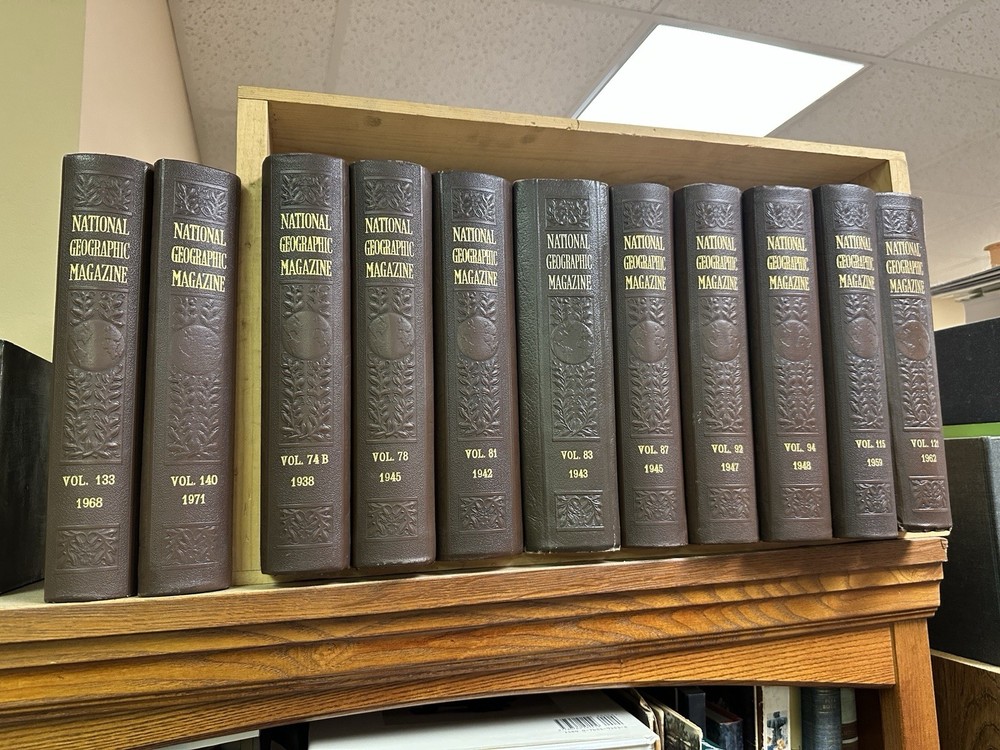 NATIONAL
GEOGRAPHIC
MAGAZINE
VOL. 133
1968
NATIONAL
GEOGRAPHIC
MAGAZINE
VOL. 140
1971
NATIONAL
GEOGRAPHIC
MAGAZINE
VOL. 74 B
1938
NATIONAL
GEOGRAPHIC
MAGAZINE
VOL. 78
1945
NATIONAL
GEOGRAPHIC
MAGAZINE
VOL. 81
1942
NATIONAL
GEOGRAPHIC
MAGAZINE
VOL. 83
1943
NATIONAL
GEOGRAPHIC
MAGAZINE
VOL. 87
1945
NATIONAL
GEOGRAPHIC
MAGAZINE
VOL. 92
1947
NATIONAL
GEOGRAPHIC
MAGAZINE
VOL. 94
1948
NATIONAL
GEOGRAPHIC
MAGAZINE
VOL. 115
1959
NATIONAL
GEOGRAPHIC
MAGAZINE
VOL. 121
1962